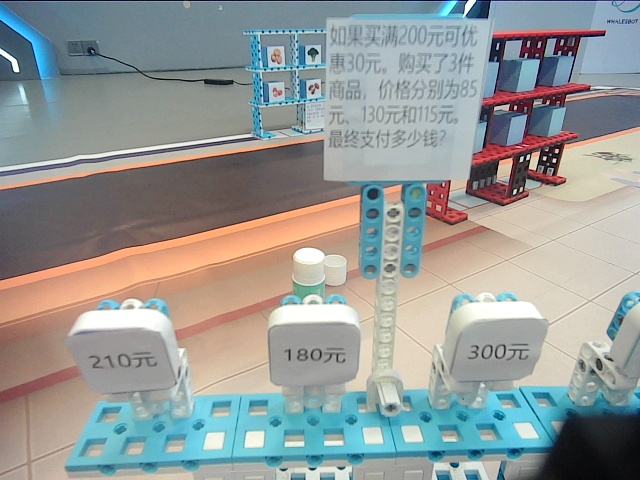 WHALESBOT
如果买满200元可优
惠30元。购买了3件
商品，价格分别为85
元、130元和115元。
最终支付多少钱?
210元
180元
300元